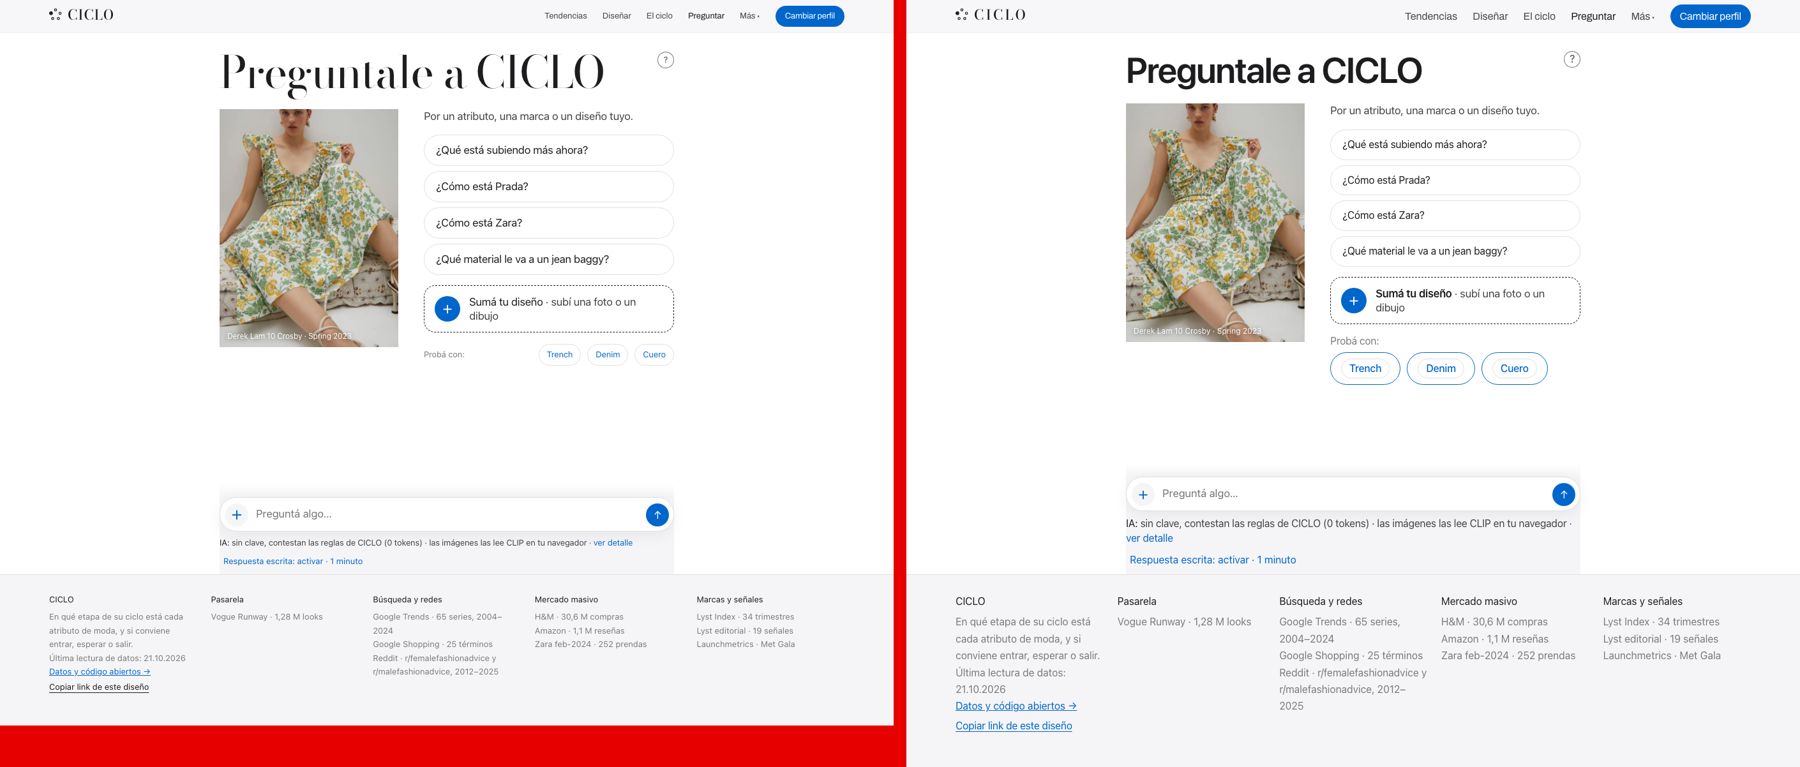 CICLO
Tendencias Diseñar El ciclo Preguntar Más Cambiar perfil
Preguntale a CICLO
?
Por un atributo, una marca o un diseño tuyo.
¿Qué está subiendo más ahora?
¿Cómo está Prada?
¿Cómo está Zara?
¿Qué material le va a un jean baggy?
+ Sumá tu diseño · subí una foto o un
dibujo
Derek Lam 10 Crosby · Spring 2023
Probá con: Trench Denim Cuero
+ Preguntá algo... ↑
IA: sin clave, contestan las reglas de CICLO (0 tokens) · las imágenes las lee CLIP en tu navegador · ver detalle
Respuesta escrita: activar · 1 minuto
CICLO
En qué etapa de su ciclo está cada
atributo de moda, y si conviene
entrar, esperar o salir.
Última lectura de datos: 21.10.2026
Datos y código abiertos →
Copiar link de este diseño
Pasarela
Vogue Runway · 1,28 M looks
Búsqueda y redes
Google Trends · 65 series, 2004–
2024
Google Shopping · 25 términos
Reddit · r/femalefashionadvice y
r/malefashionadvice, 2012–2025
Mercado masivo
H&M · 30,6 M compras
Amazon · 1,1 M reseñas
Zara feb-2024 · 252 prendas
Marcas y señales
Lyst Index · 34 trimestres
Lyst editorial · 19 señales
Launchmetrics · Met Gala
CICLO
Tendencias Diseñar El ciclo Preguntar Más Cambiar perfil
Preguntale a CICLO
?
Por un atributo, una marca o un diseño tuyo.
¿Qué está subiendo más ahora?
¿Cómo está Prada?
¿Cómo está Zara?
¿Qué material le va a un jean baggy?
+ Sumá tu diseño · subí una foto o un
dibujo
Derek Lam 10 Crosby · Spring 2023
Probá con:
Trench Denim Cuero
+ Preguntá algo... ↑
IA: sin clave, contestan las reglas de CICLO (0 tokens) · las imágenes las lee CLIP en tu navegador ·
ver detalle
Respuesta escrita: activar · 1 minuto
CICLO
En qué etapa de su ciclo está
cada atributo de moda, y si
conviene entrar, esperar o salir.
Última lectura de datos:
21.10.2026
Datos y código abiertos →
Copiar link de este diseño
Pasarela
Vogue Runway · 1,28 M looks
Búsqueda y redes
Google Trends · 65 series,
2004–2024
Google Shopping · 25 términos
Reddit · r/femalefashionadvice y
r/malefashionadvice, 2012–
2025
Mercado masivo
H&M · 30,6 M compras
Amazon · 1,1 M reseñas
Zara feb-2024 · 252 prendas
Marcas y señales
Lyst Index · 34 trimestres
Lyst editorial · 19 señales
Launchmetrics · Met Gala